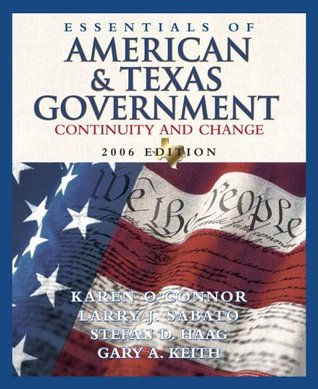 ESSENTIALS OF
AMERICAN
& TEXAS
GOVERNMENT
CONTINUITY AND CHANGE
2006 EDITION
We the People
KAREN O'CONNOR
LARRY J. SABATO
STEFAN D. HAAG
GARY A. KEITH